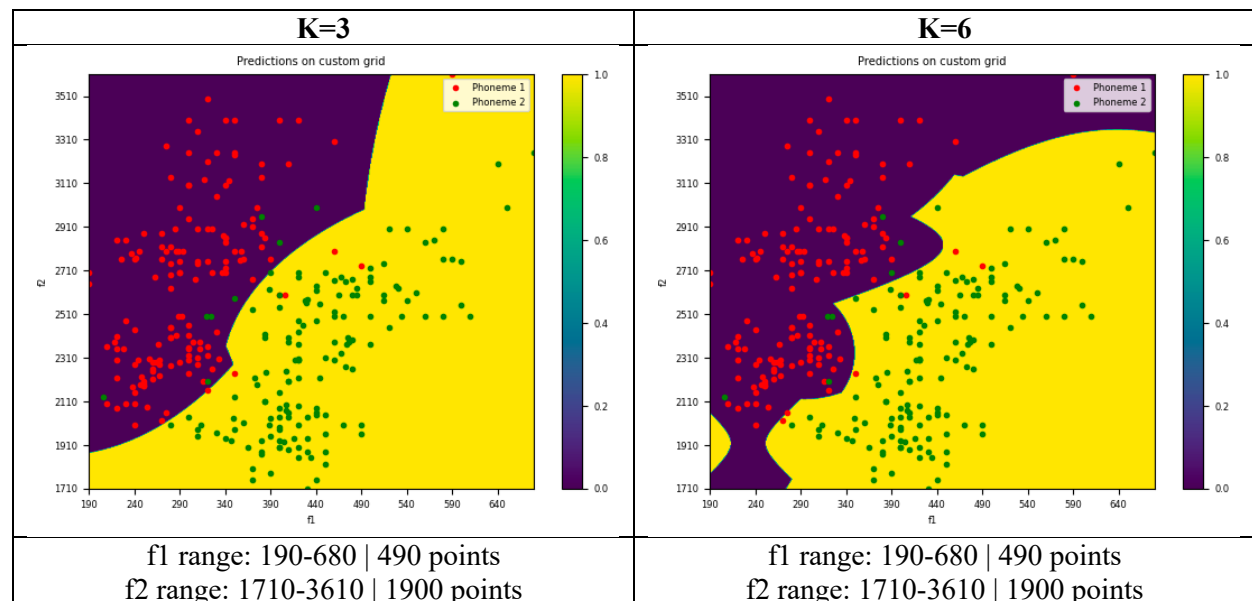 K=3
K=6
Predictions on custom grid
Phoneme 1
Phoneme 2
3510
3310
3110
2910
2710
2510
2310
2110
1910
1710
f2
190 240 290 340 390 440 490 540 590 640
f1
1.0
0.8
0.6
0.4
0.2
0.0
Predictions on custom grid
Phoneme 1
Phoneme 2
3510
3310
3110
2910
2710
2510
2310
2110
1910
1710
f2
190 240 290 340 390 440 490 540 590 640
f1
1.0
0.8
0.6
0.4
0.2
0.0
f1 range: 190-680 | 490 points
f2 range: 1710-3610 | 1900 points
f1 range: 190-680 | 490 points
f2 range: 1710-3610 | 1900 points